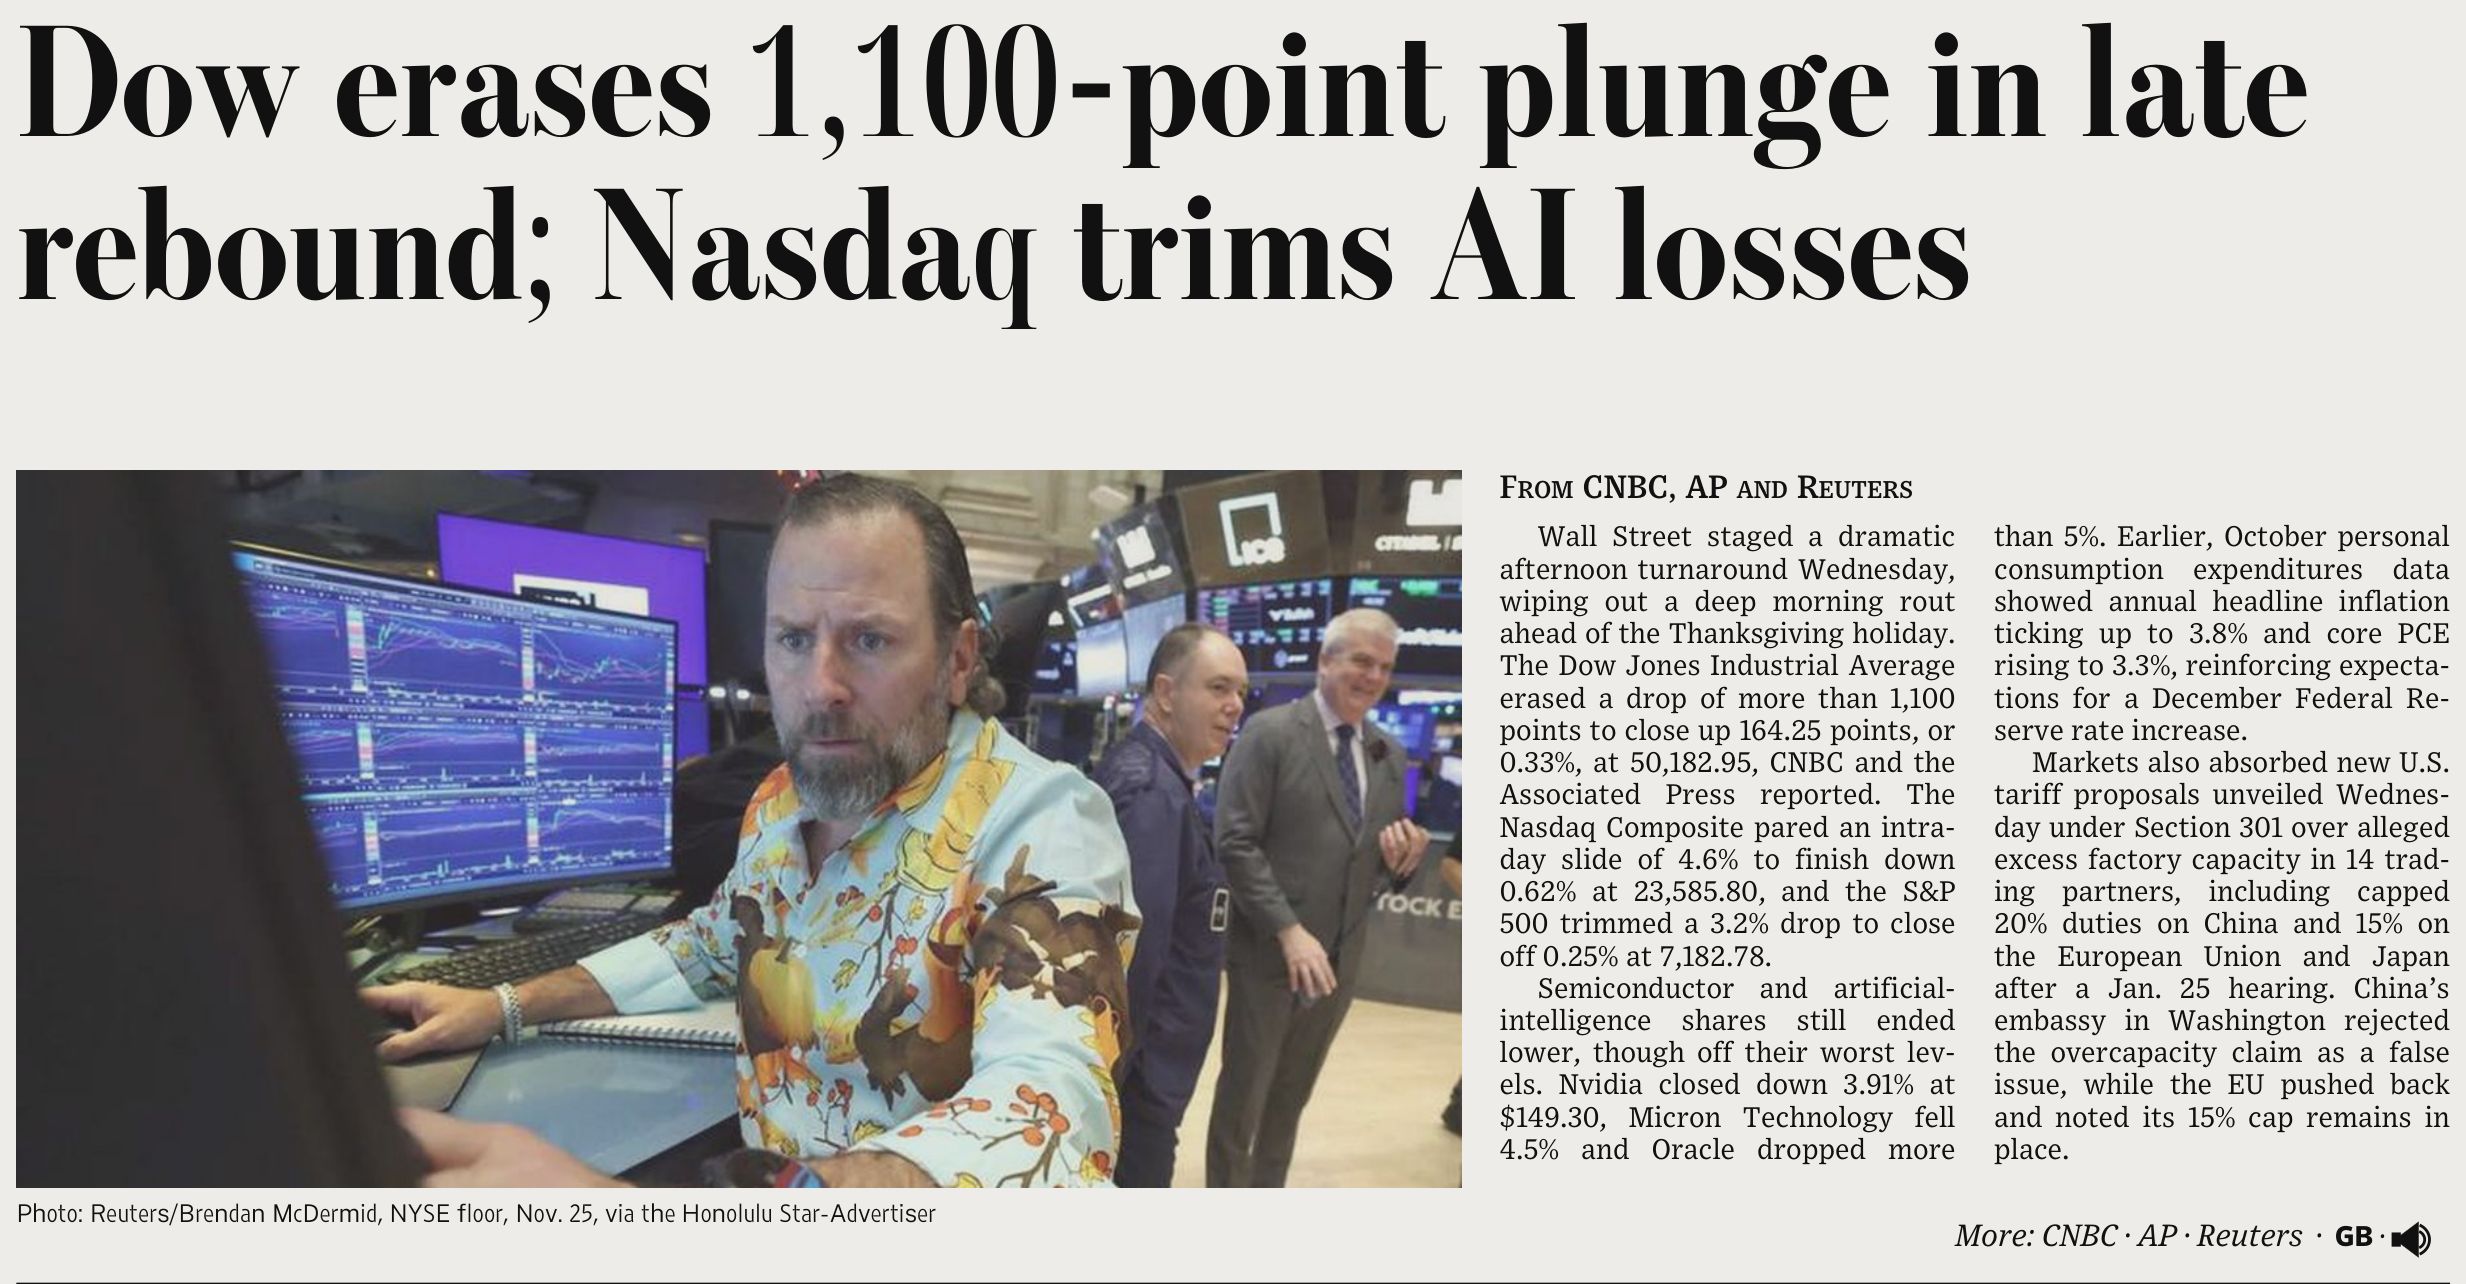 Dow erases 1,100-point plunge in late
rebound; Nasdaq trims AI losses
FROM CNBC, AP AND REUTERS
Wall Street staged a dramatic
afternoon turnaround Wednesday,
wiping out a deep morning rout
ahead of the Thanksgiving holiday.
The Dow Jones Industrial Average
erased a drop of more than 1,100
points to close up 164.25 points, or
0.33%, at 50,182.95, CNBC and the
Associated Press reported. The
Nasdaq Composite pared an intra-
day slide of 4.6% to finish down
0.62% at 23,585.80, and the S&P
500 trimmed a 3.2% drop to close
off 0.25% at 7,182.78.
Semiconductor and artificial-
intelligence shares still ended
lower, though off their worst lev-
els. Nvidia closed down 3.91% at
$149.30, Micron Technology fell
4.5% and Oracle dropped more
than 5%. Earlier, October personal
consumption expenditures data
showed annual headline inflation
ticking up to 3.8% and core PCE
rising to 3.3%, reinforcing expecta-
tions for a December Federal Re-
serve rate increase.
Markets also absorbed new U.S.
tariff proposals unveiled Wednes-
day under Section 301 over alleged
excess factory capacity in 14 trad-
ing partners, including capped
20% duties on China and 15% on
the European Union and Japan
after a Jan. 25 hearing. China’s
embassy in Washington rejected
the overcapacity claim as a false
issue, while the EU pushed back
and noted its 15% cap remains in
place.
ice
CITADEL
TOCK E
Photo: Reuters/Brendan McDermid, NYSE floor, Nov. 25, via the Honolulu Star-Advertiser
More: CNBC · AP · Reuters · GB ·